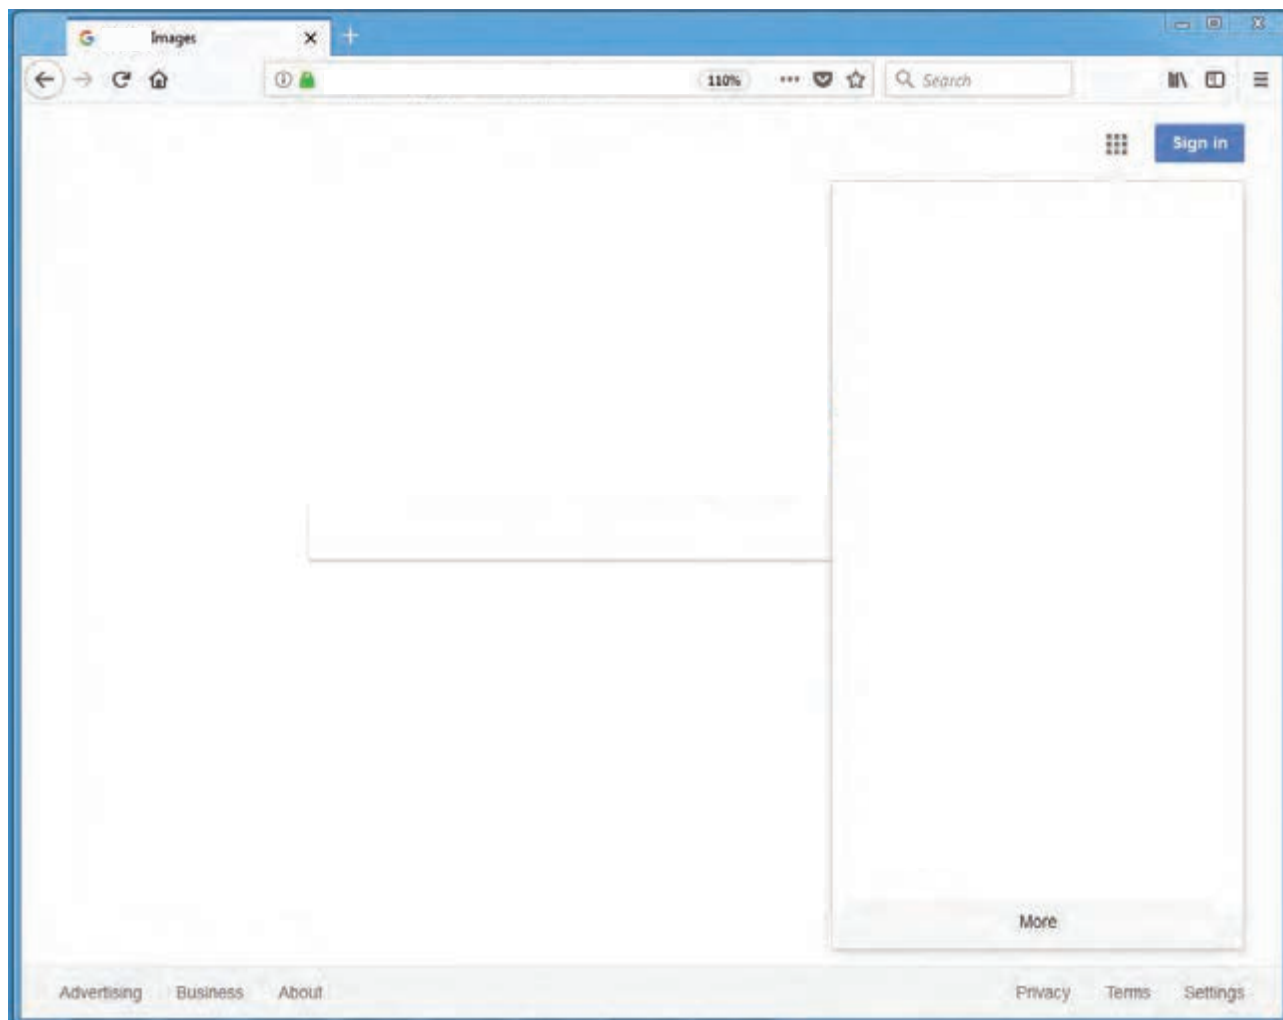 G Images
110% Search
Sign in
More
Advertising Business About Privacy Terms Settings